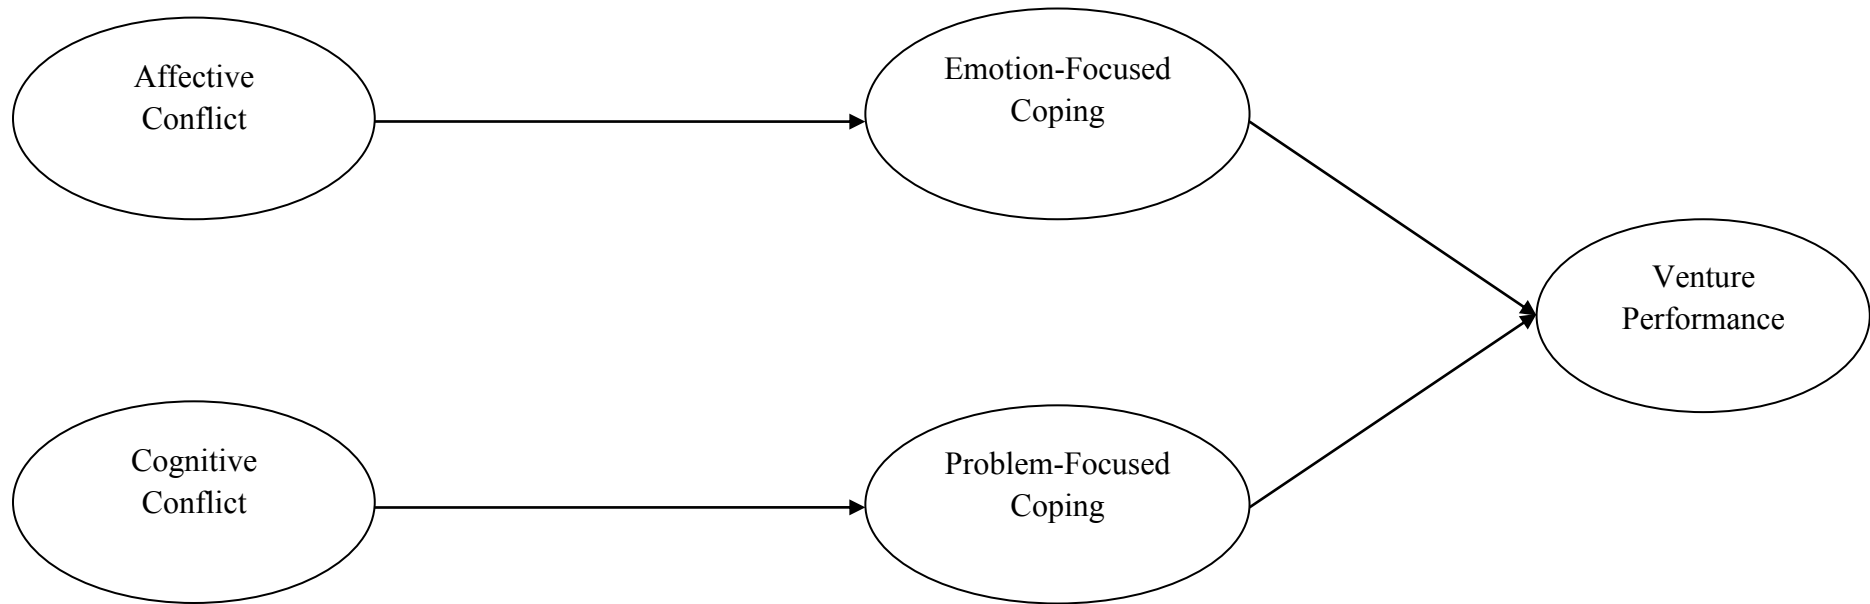 Affective
Conflict
Emotion-Focused
Coping
Venture
Performance
Cognitive
Conflict
Problem-Focused
Coping